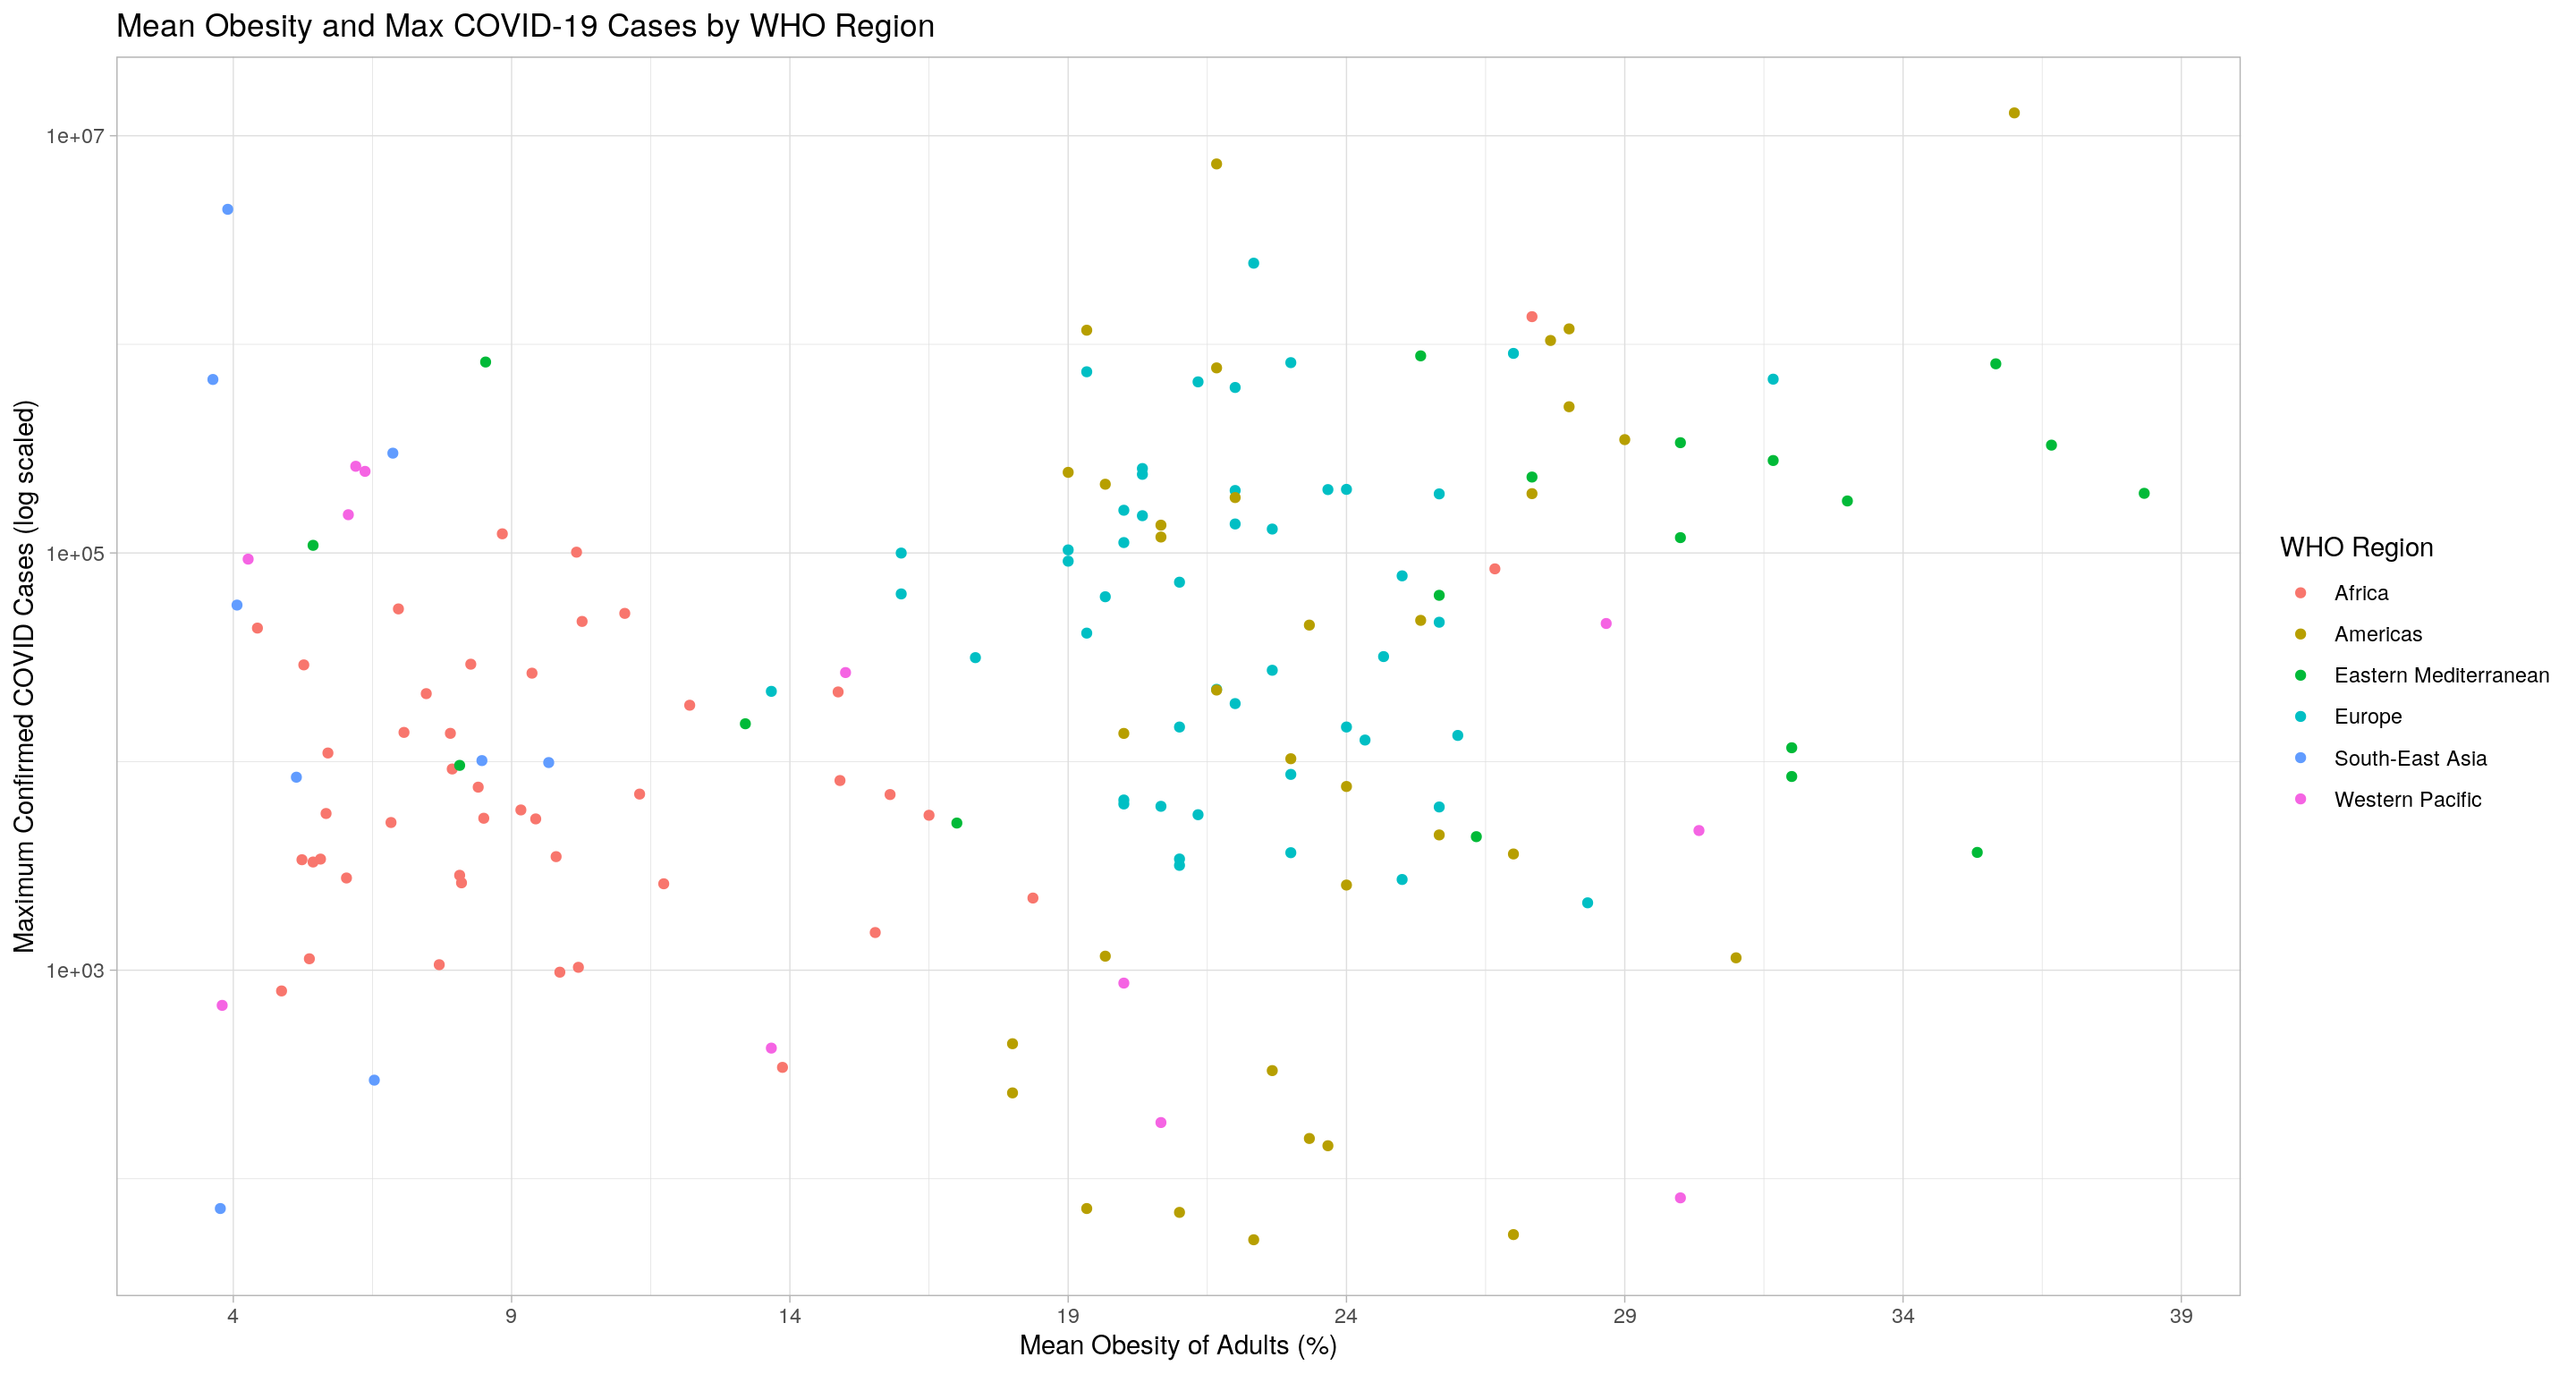 Mean Obesity and Max COVID-19 Cases by WHO Region
Maximum Confirmed COVID Cases (log scaled)
1e+07
1e+05
1e+03
4 9 14 19 24 29 34 39
Mean Obesity of Adults (%)
WHO Region
Africa
Americas
Eastern Mediterranean
Europe
South-East Asia
Western Pacific